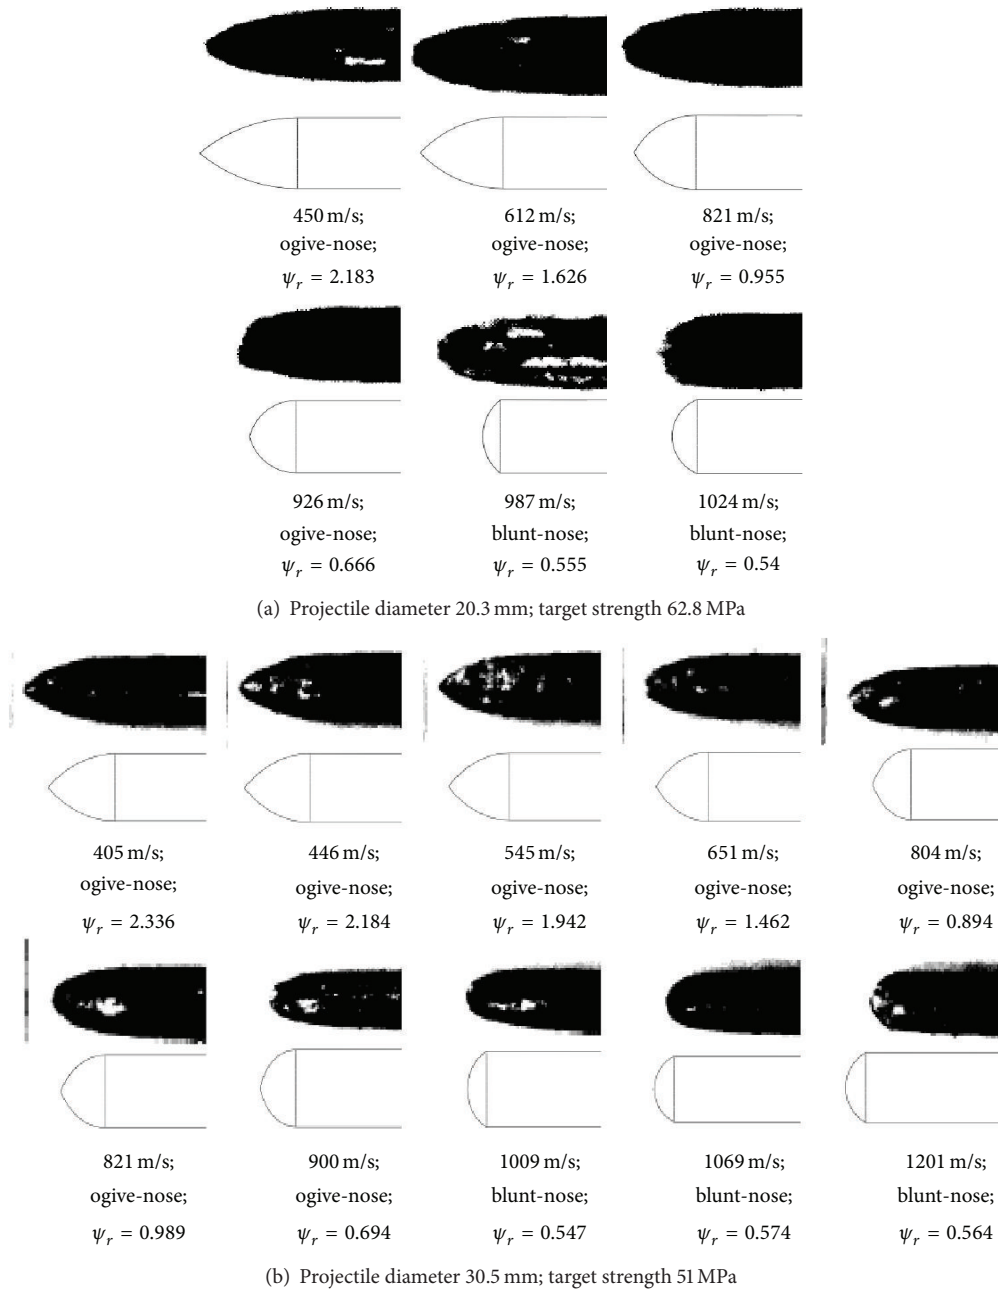 450 m/s; 612 m/s; 821 m/s;
ogive-nose; ogive-nose; ogive-nose;
ψr = 2.183 ψr = 1.626 ψr = 0.955
926 m/s; 987 m/s; 1024 m/s;
ogive-nose; blunt-nose; blunt-nose;
ψr = 0.666 ψr = 0.555 ψr = 0.54
(a) Projectile diameter 20.3 mm; target strength 62.8 MPa
405 m/s; 446 m/s; 545 m/s; 651 m/s; 804 m/s;
ogive-nose; ogive-nose; ogive-nose; ogive-nose; ogive-nose;
ψr = 2.336 ψr = 2.184 ψr = 1.942 ψr = 1.462 ψr = 0.894
821 m/s; 900 m/s; 1009 m/s; 1069 m/s; 1201 m/s;
ogive-nose; ogive-nose; blunt-nose; blunt-nose; blunt-nose;
ψr = 0.989 ψr = 0.694 ψr = 0.547 ψr = 0.574 ψr = 0.564
(b) Projectile diameter 30.5 mm; target strength 51 MPa